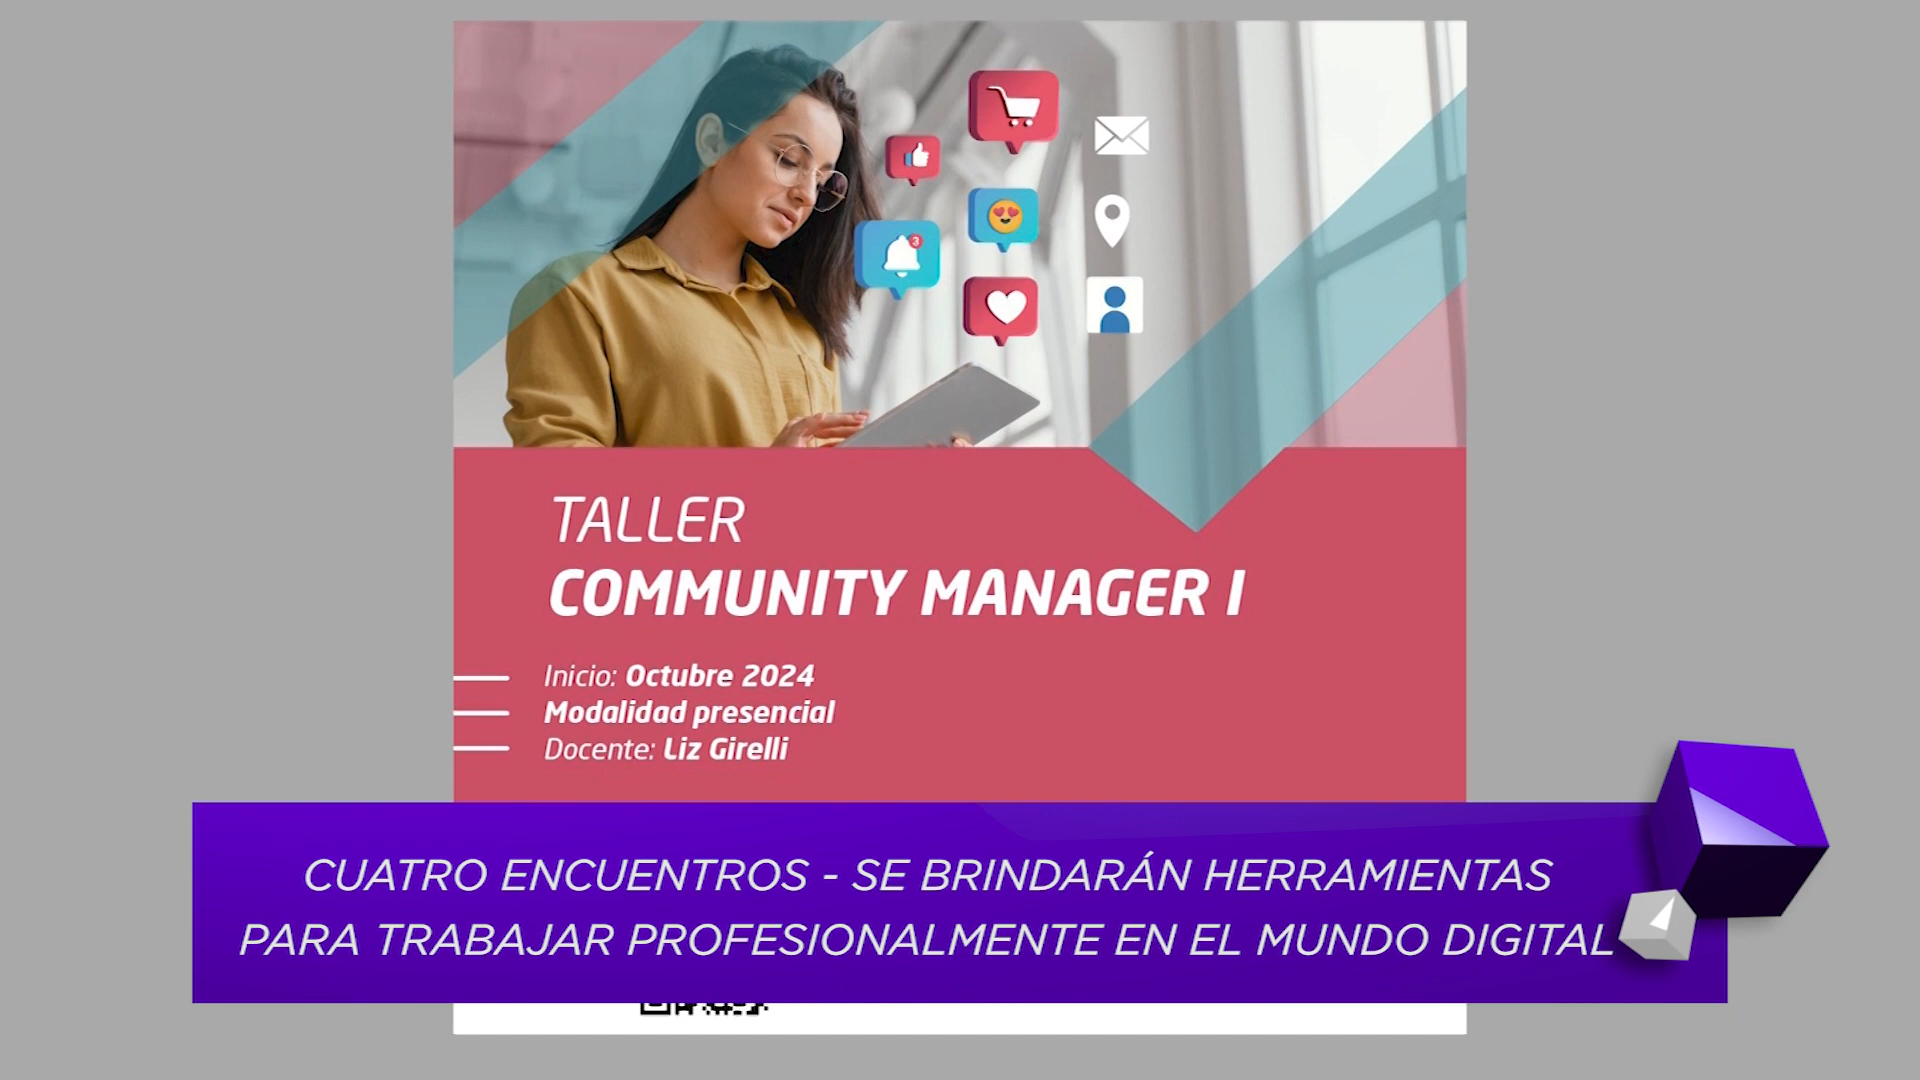 3
TALLER
COMMUNITY MANAGER I
Inicio: Octubre 2024
Modalidad presencial
Docente: Liz Girelli
CUATRO ENCUENTROS - SE BRINDARÁN HERRAMIENTAS
PARA TRABAJAR PROFESIONALMENTE EN EL MUNDO DIGITAL